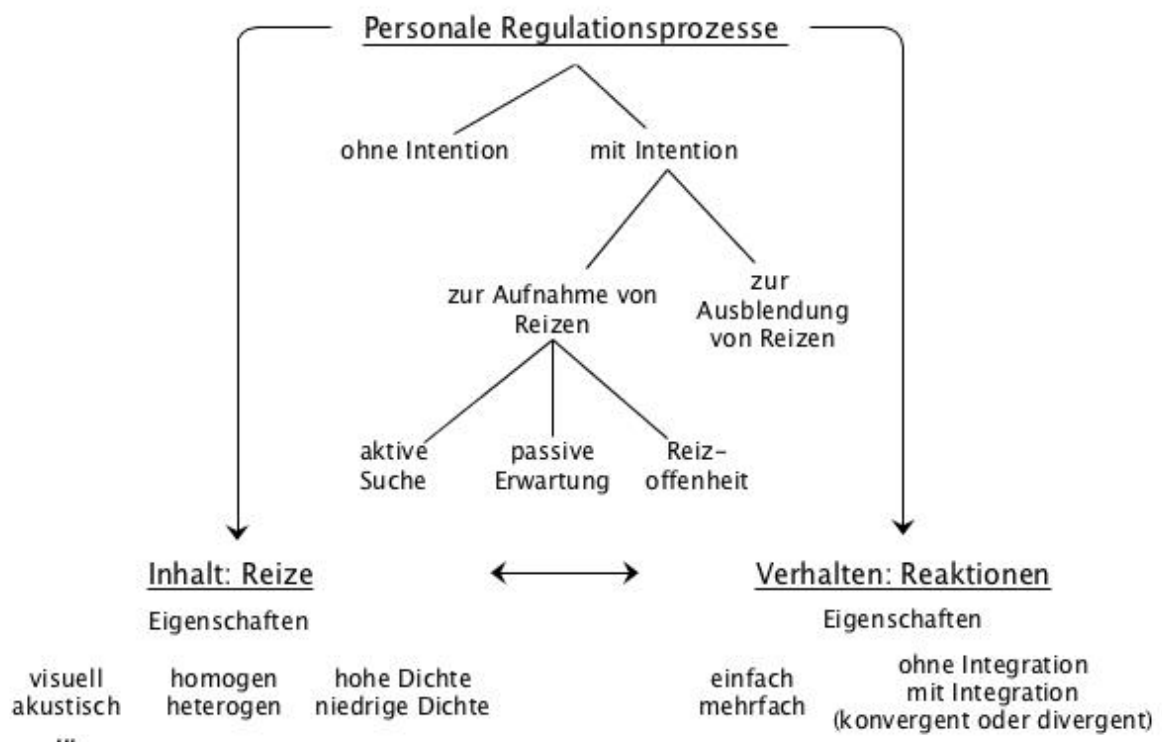 Personale Regulationsprozesse
ohne Intention
mit Intention
zur Aufnahme von
Reizen
zur
Ausblendung
von Reizen
aktive
Suche
passive
Erwartung
Reiz-
offenheit
Inhalt: Reize
Eigenschaften
visuell
akustisch
...
homogen
heterogen
hohe Dichte
niedrige Dichte
Verhalten: Reaktionen
Eigenschaften
einfach
mehrfach
ohne Integration
mit Integration
(konvergent oder divergent)